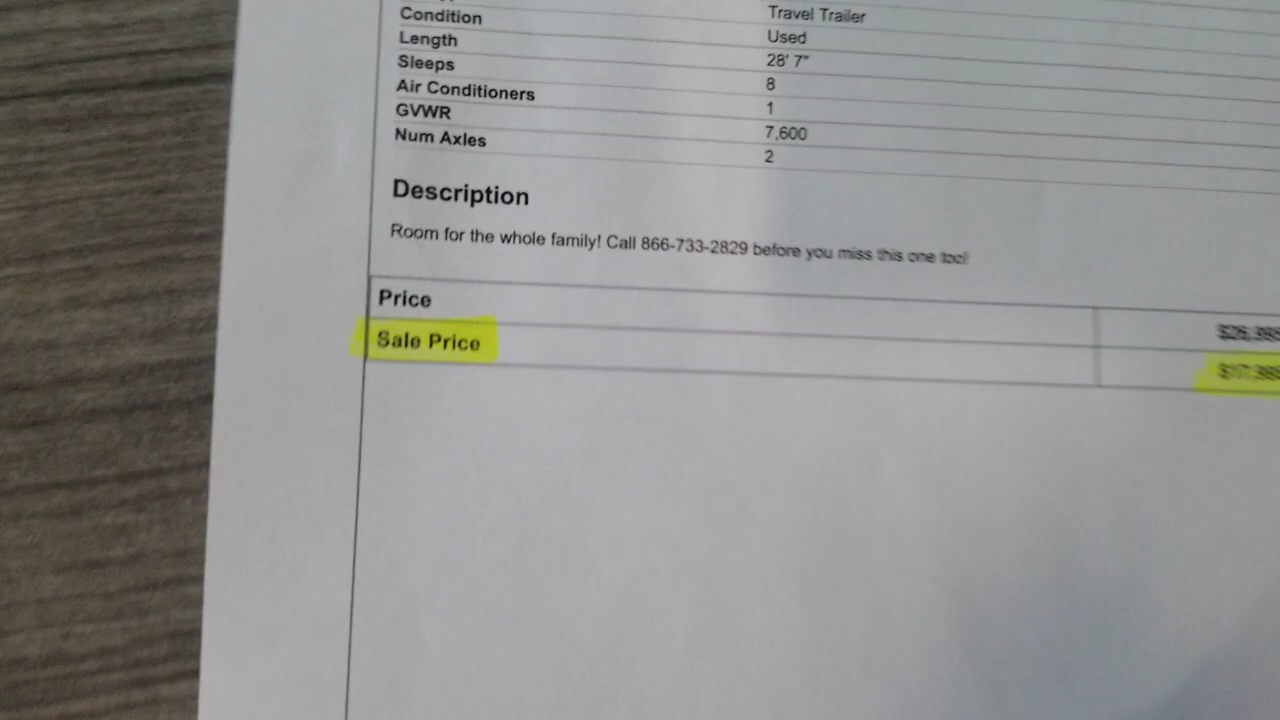 Travel Trailer
Condition Used
Length 28' 7"
Sleeps 8
Air Conditioners 1
GVWR 7,600
Num Axles 2
Description
Room for the whole family! Call 866-733-2829 before you miss this one too!
Price
Sale Price